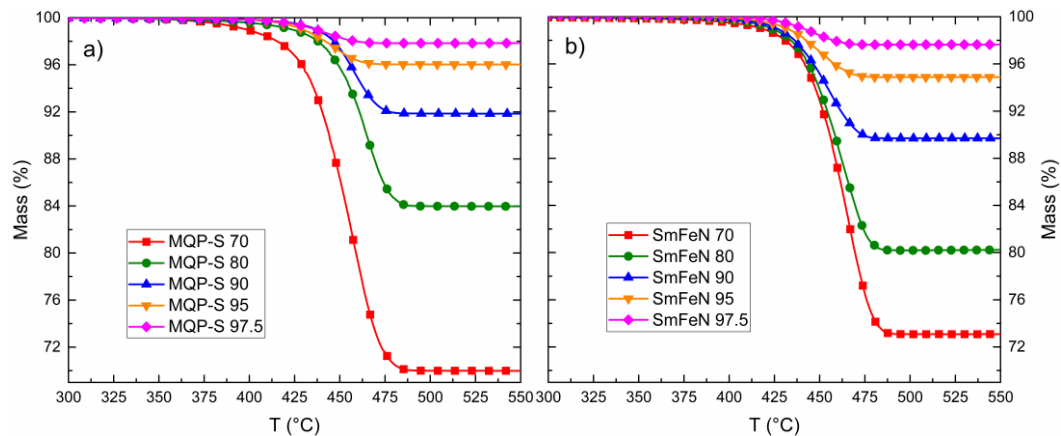 a)
Mass (%)
100
96
92
88
84
80
76
72
MQP-S 70
MQP-S 80
MQP-S 90
MQP-S 95
MQP-S 97.5
300 325 350 375 400 425 450 475 500 525 550
T (°C)
b)
SmFeN 70
SmFeN 80
SmFeN 90
SmFeN 95
SmFeN 97.5
100
96
92
88
84
80
76
72
Mass (%)
300 325 350 375 400 425 450 475 500 525 550
T (°C)